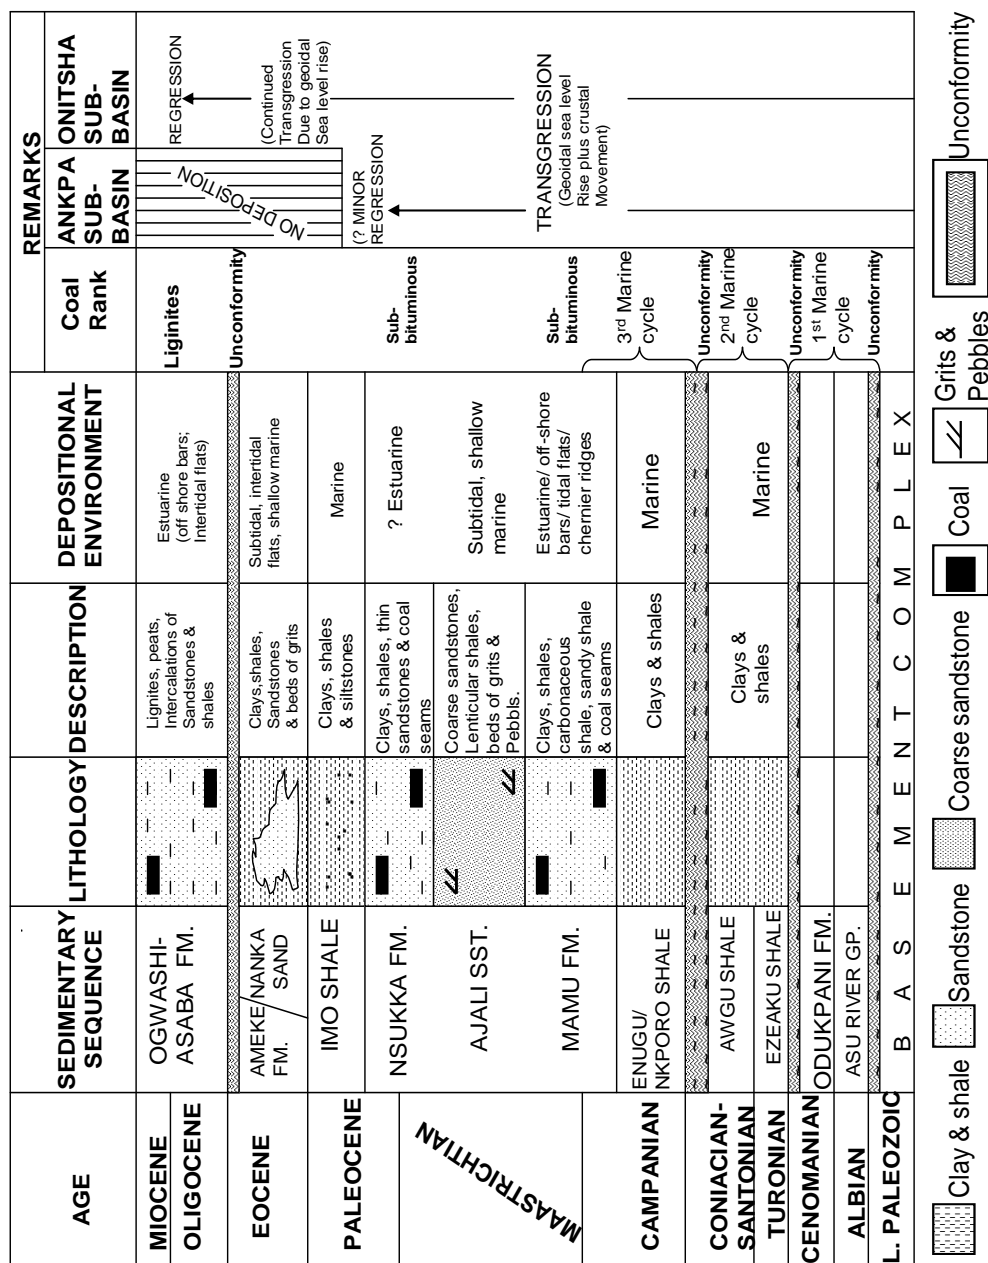 REMARKS
AGE
SEDIMENTARY
SEQUENCE
LITHOLOGY
DESCRIPTION
DEPOSITIONAL
ENVIRONMENT
Coal
Rank
ANKPA
SUB-
BASIN
ONITSHA
SUB-
BASIN
MIOCENE
OLIGOCENE
OGWASHI-
ASABA FM.
Lignites, peats,
Intercalations of
Sandstones &
shales
Estuarine
(off shore bars;
Intertidal flats)
Liginites
NO DEPOSITION
REGRESSION
Unconformity
EOCENE
AMEKE
FM.
NANKA
SAND
Clay,shales,
Sandstones
& beds of grits
Subtidal, intertidal
flats, shallow marine
(Continued
Transgression
Due to geoidal
Sea level rise)
PALEOCENE
IMO SHALE
Clays, shales
& siltstones
Marine
(? MINOR
REGRESSION
NSUKKA FM.
Clays, shales, thin
sandstones & coal
seams
? Estuarine
Sub-
bituminous
MAASTRICHTIAN
AJALI SST.
Coarse sandstones,
Lenticular shales,
beds of grits &
Pebbls.
Subtidal, shallow
marine
TRANSGRESSION
(Geoidal sea level
Rise plus crustal
Movement)
MAMU FM.
Clays, shales,
carbonaceous
shale, sandy shale
& coal seams
Estuarine/ off-shore
bars/ tidal flats/
chernier ridges
Sub-
bituminous
CAMPANIAN
ENUGU/
NKPORO SHALE
Clays & shales
Marine
3rd Marine
cycle
Unconformity
CONIACIAN-
SANTONIAN
AWGU SHALE
Clays &
shales
Marine
2nd Marine
cycle
TURONIAN
EZEAKU SHALE
Unconformity
CENOMANIAN
ODUKPANI FM.
1st Marine
cycle
ALBIAN
ASU RIVER GP.
Unconformity
L. PALEOZOIC
B A S E M E N T C O M P L E X
Clay & shale
Sandstone
Coarse sandstone
Coal
Grits &
Pebbles
Unconformity